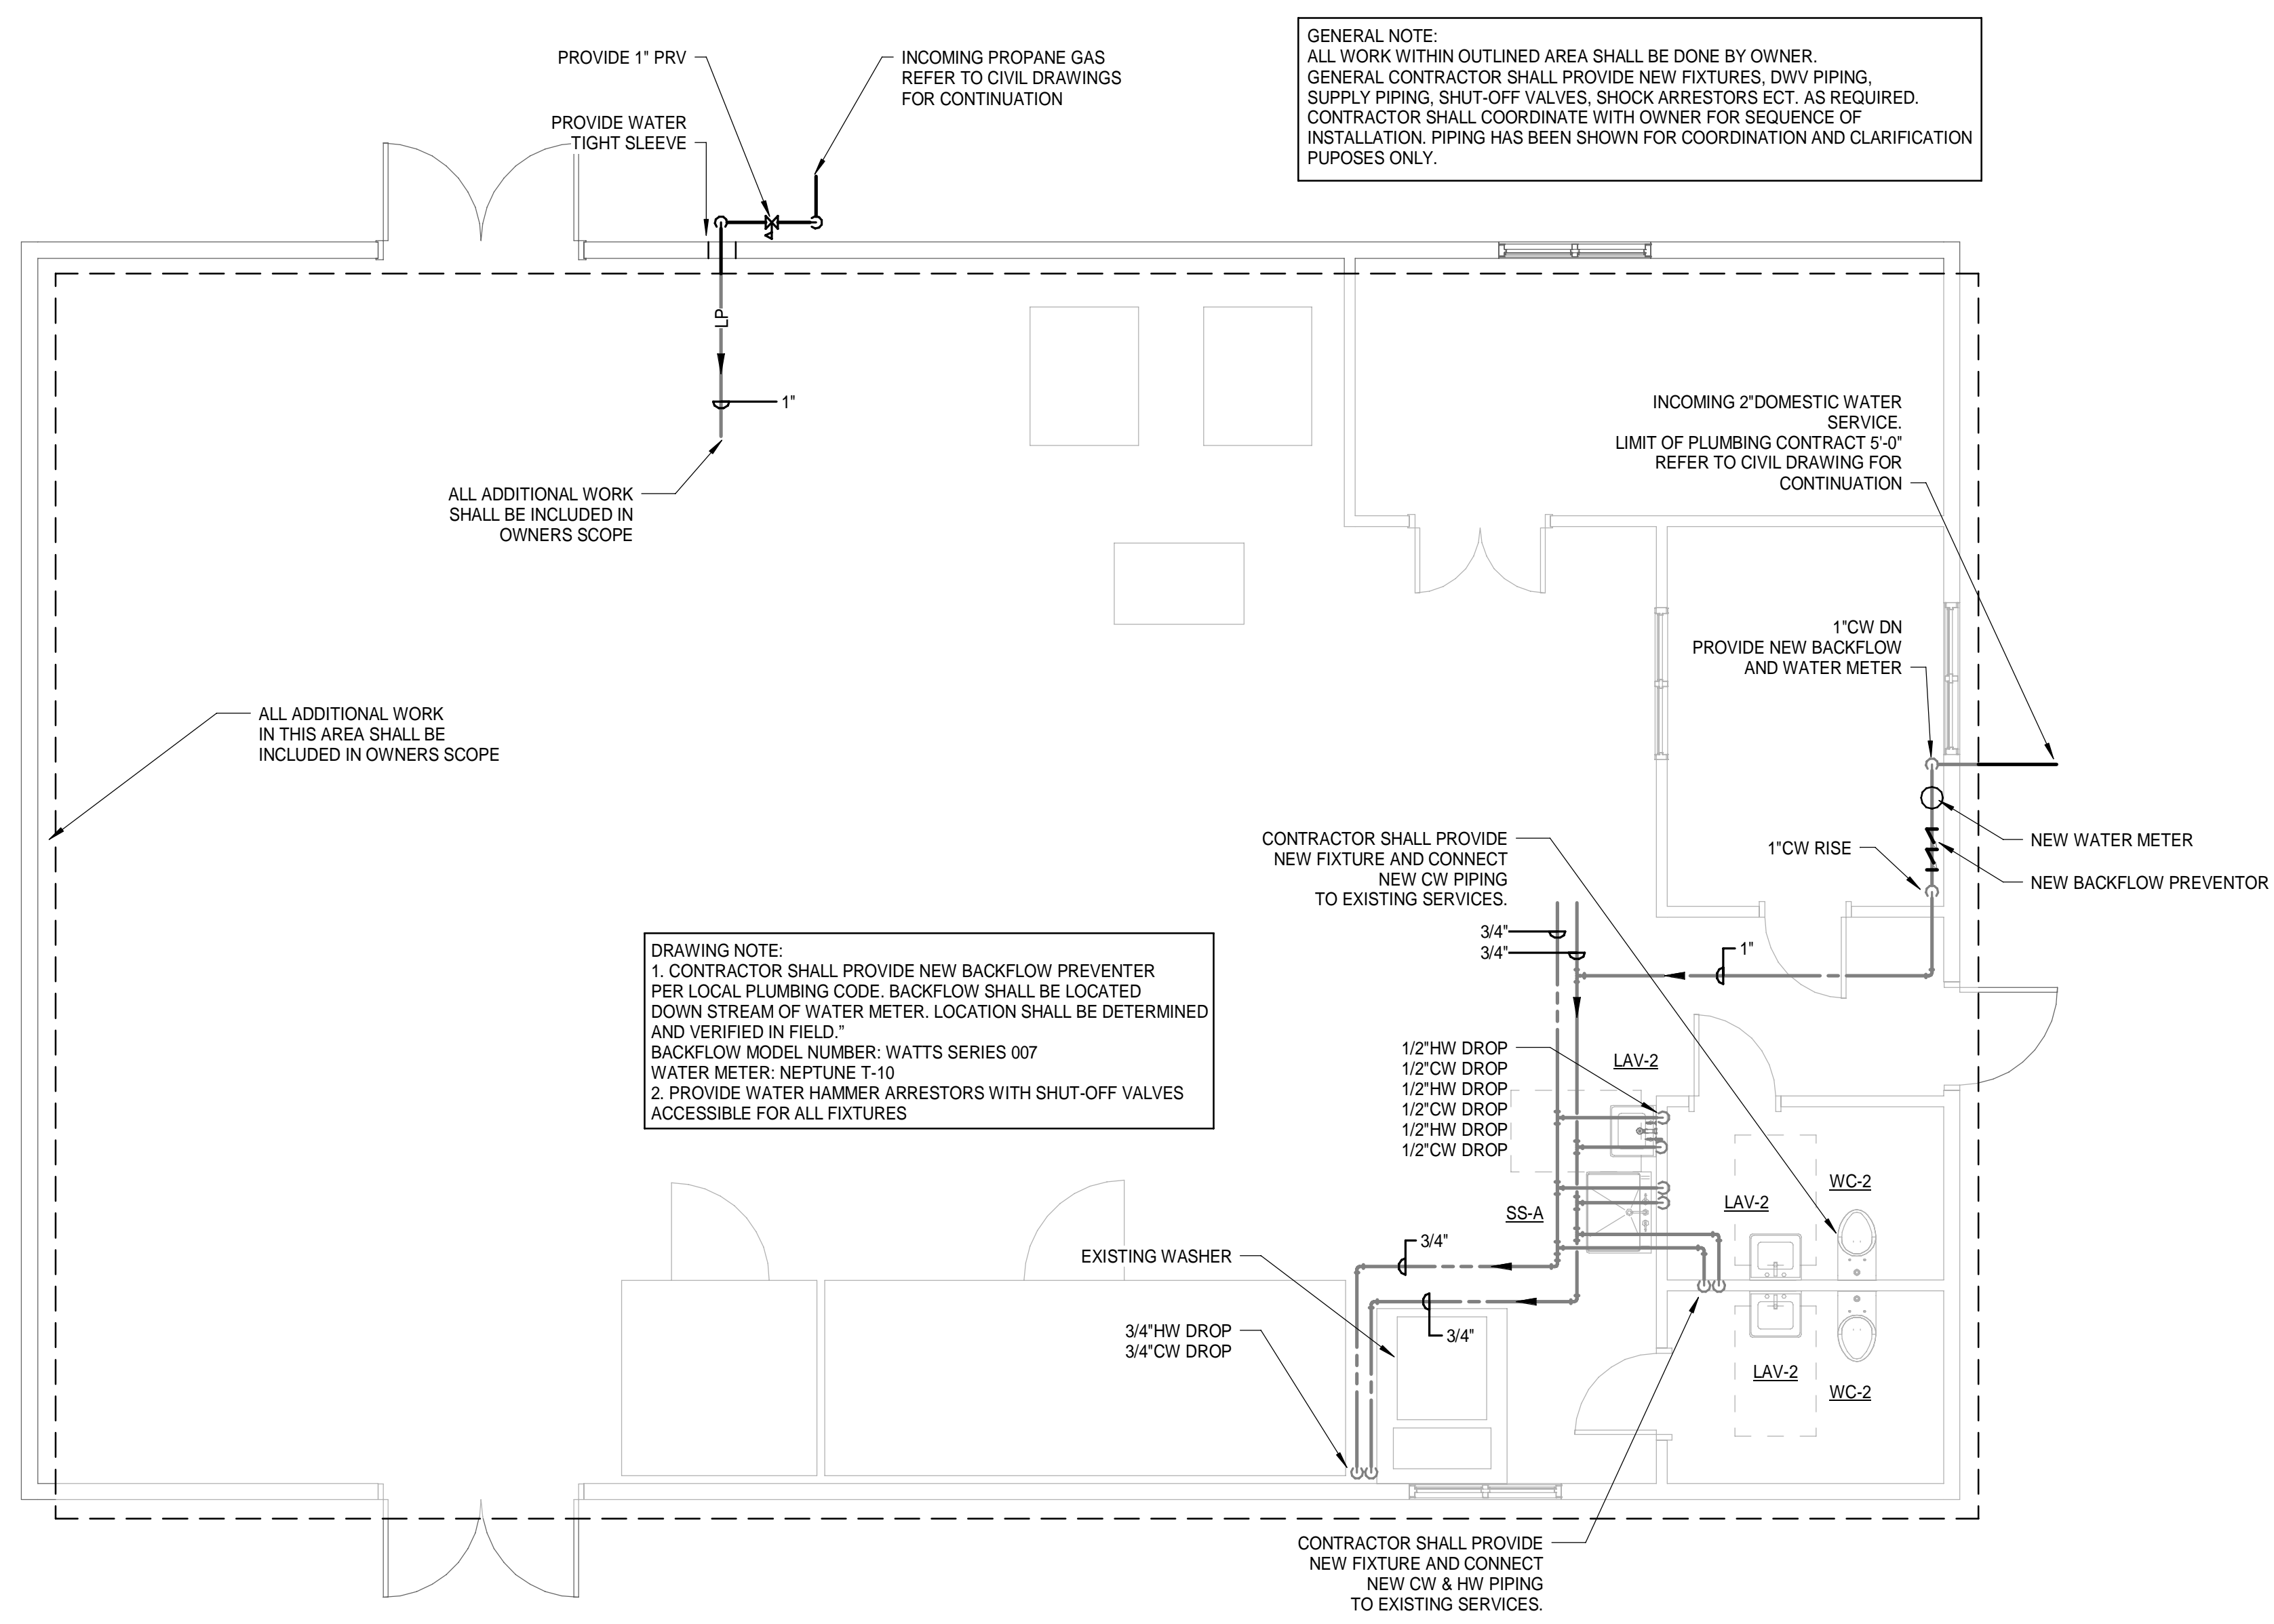 GENERAL NOTE:
ALL WORK WITHIN OUTLINED AREA SHALL BE DONE BY OWNER.
GENERAL CONTRACTOR SHALL PROVIDE NEW FIXTURES, DWV PIPING,
SUPPLY PIPING, SHUT-OFF VALVES, SHOCK ARRESTORS ECT. AS REQUIRED.
CONTRACTOR SHALL COORDINATE WITH OWNER FOR SEQUENCE OF
INSTALLATION. PIPING HAS BEEN SHOWN FOR COORDINATION AND CLARIFICATION
PUPOSES ONLY.
PROVIDE 1" PRV
INCOMING PROPANE GAS
REFER TO CIVIL DRAWINGS
FOR CONTINUATION
PROVIDE WATER
TIGHT SLEEVE
LP
1"
ALL ADDITIONAL WORK
SHALL BE INCLUDED IN
OWNERS SCOPE
INCOMING 2"DOMESTIC WATER
SERVICE.
LIMIT OF PLUMBING CONTRACT 5'-0"
REFER TO CIVIL DRAWING FOR
CONTINUATION
1"CW DN
PROVIDE NEW BACKFLOW
AND WATER METER
ALL ADDITIONAL WORK
IN THIS AREA SHALL BE
INCLUDED IN OWNERS SCOPE
CONTRACTOR SHALL PROVIDE
NEW FIXTURE AND CONNECT
NEW CW PIPING
TO EXISTING SERVICES.
1"CW RISE
NEW WATER METER
NEW BACKFLOW PREVENTOR
3/4"
3/4"
1"
DRAWING NOTE:
1. CONTRACTOR SHALL PROVIDE NEW BACKFLOW PREVENTER
PER LOCAL PLUMBING CODE. BACKFLOW SHALL BE LOCATED
DOWN STREAM OF WATER METER. LOCATION SHALL BE DETERMINED
AND VERIFIED IN FIELD.”
BACKFLOW MODEL NUMBER: WATTS SERIES 007
WATER METER: NEPTUNE T-10
2. PROVIDE WATER HAMMER ARRESTORS WITH SHUT-OFF VALVES
ACCESSIBLE FOR ALL FIXTURES
1/2"HW DROP
1/2"CW DROP
1/2"HW DROP
1/2"CW DROP
1/2"HW DROP
1/2"CW DROP
LAV-2
WC-2
LAV-2
SS-A
3/4"
EXISTING WASHER
3/4"
3/4"HW DROP
3/4"CW DROP
LAV-2
WC-2
CONTRACTOR SHALL PROVIDE
NEW FIXTURE AND CONNECT
NEW CW & HW PIPING
TO EXISTING SERVICES.